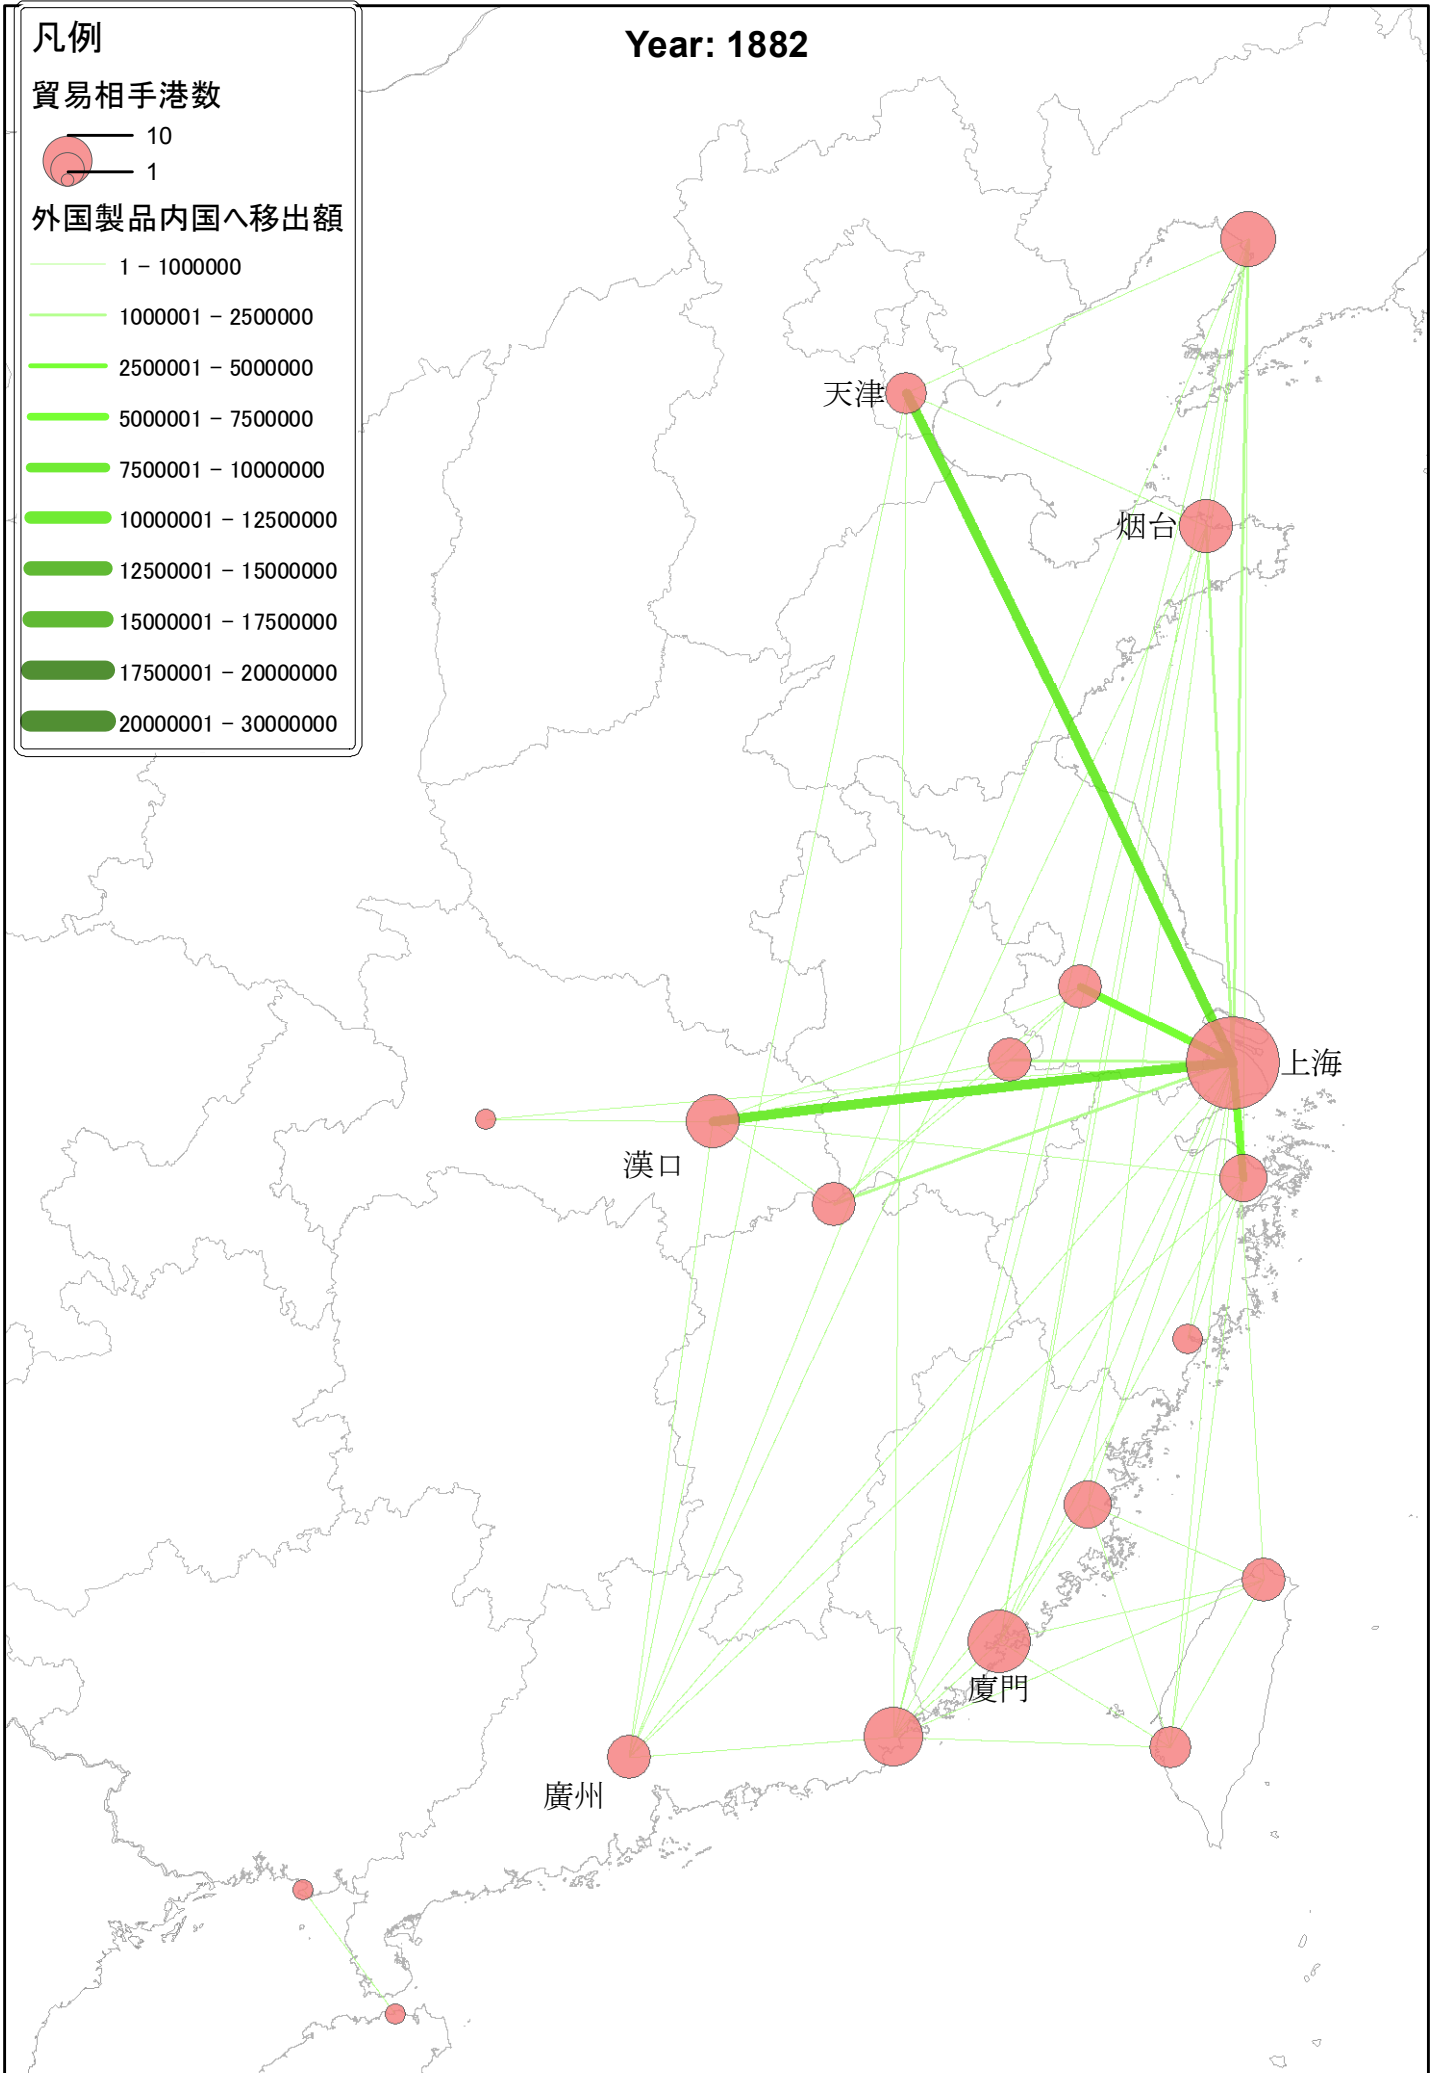 凡例
Year: 1882
貿易相手港数
10
1
外国製品内国へ移出額
1 - 1000000
1000001 - 2500000
2500001 - 5000000
5000001 - 7500000
7500001 - 10000000
10000001 - 12500000
12500001 - 15000000
15000001 - 17500000
17500001 - 20000000
20000001 - 30000000
天津
烟台
上海
漢口
廈門
廣州